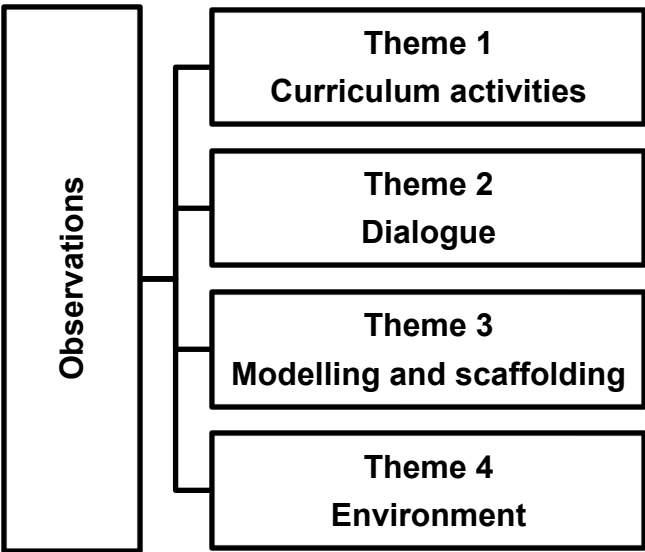 Observations
Theme 1
Curriculum activities
Theme 2
Dialogue
Theme 3
Modelling and scaffolding
Theme 4
Environment